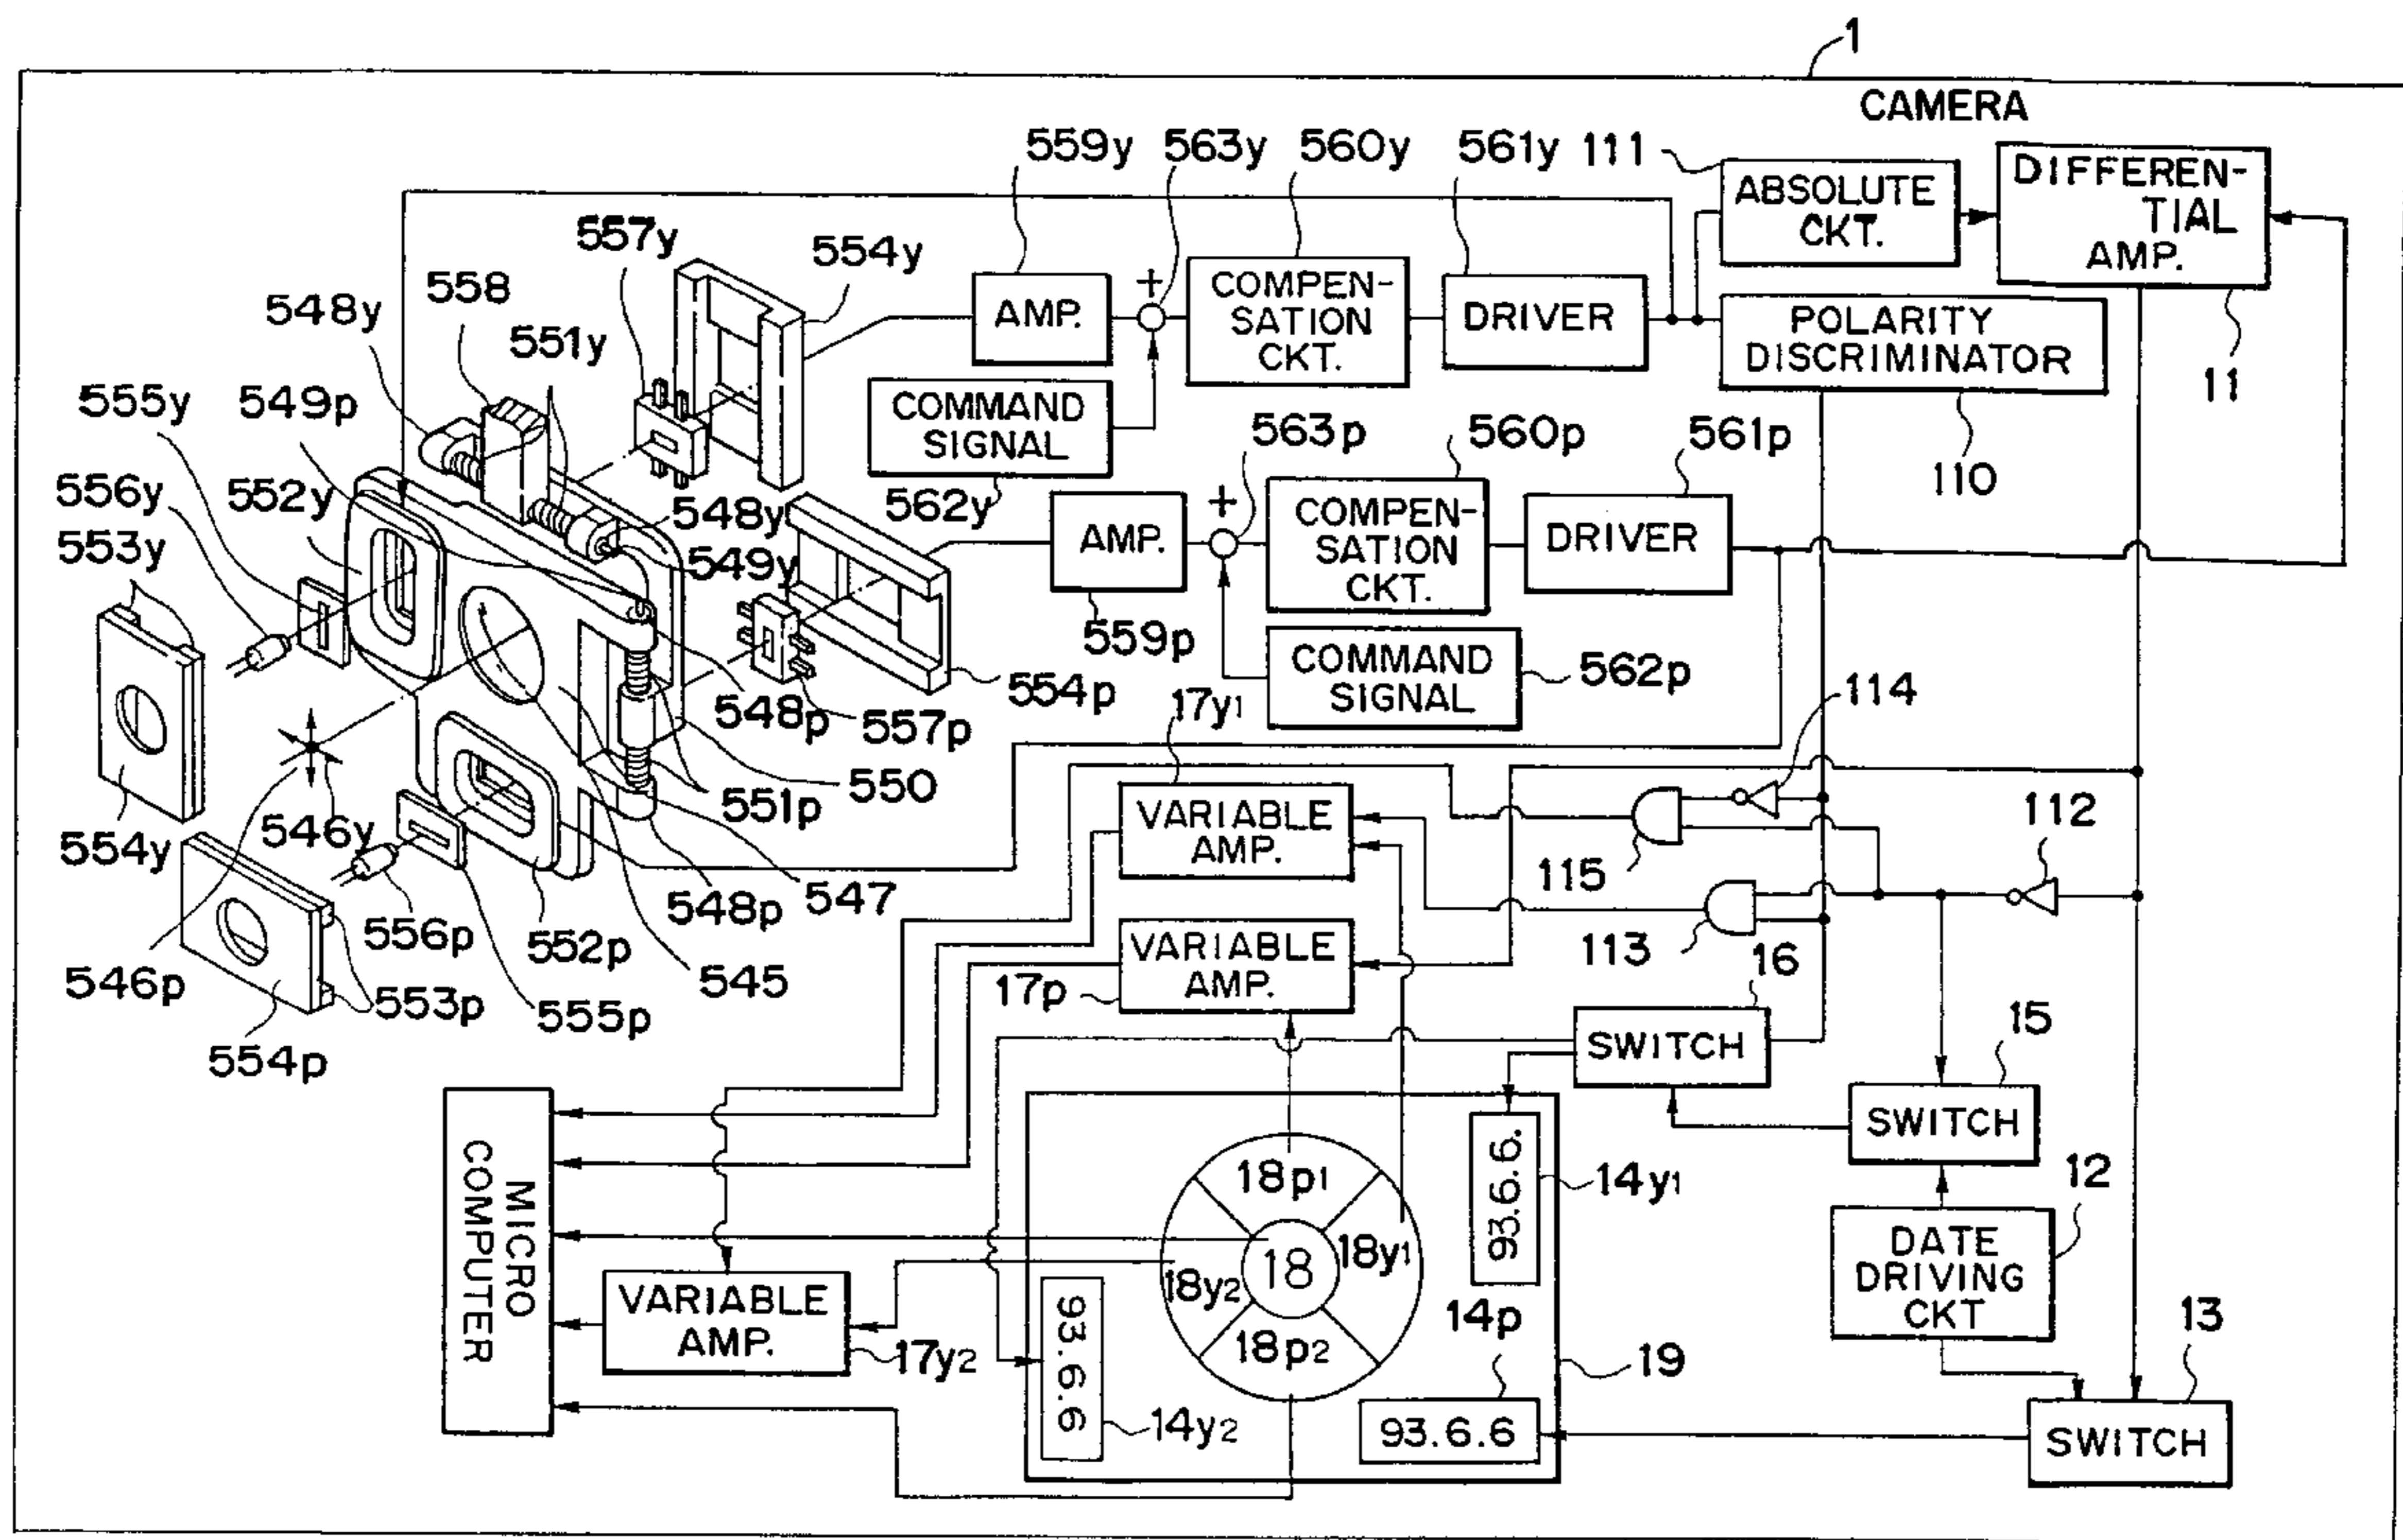 1
CAMERA
559y
563y
560y
561y
111
ABSOLUTE
CKT.
DIFFEREN-
TIAL
AMP.
557y
554y
558
548y
551y
AMP.
+
COMPEN-
SATION
CKT.
DRIVER
POLARITY
DISCRIMINATOR
11
555y
549p
COMMAND
SIGNAL
563p
560p
561p
110
556y
552y
553y
548y
549y
562y
AMP.
+
COMPEN-
SATION
CKT.
DRIVER
559p
COMMAND
SIGNAL
562p
554p
548p
557p
17y1
114
550
551p
VARIABLE
AMP.
112
554y
546y
115
547
548p
556p
552p
VARIABLE
AMP.
113
16
546p
553p
555p
545
17p
554p
SWITCH
15
SWITCH
MICRO
COMPUTER
18p1
18y1
18
18y2
18p2
93.6.6.
14y1
12
DATE
DRIVING
CKT
VARIABLE
AMP.
17y2
93.6.6
14y2
14p
93.6.6
19
13
SWITCH